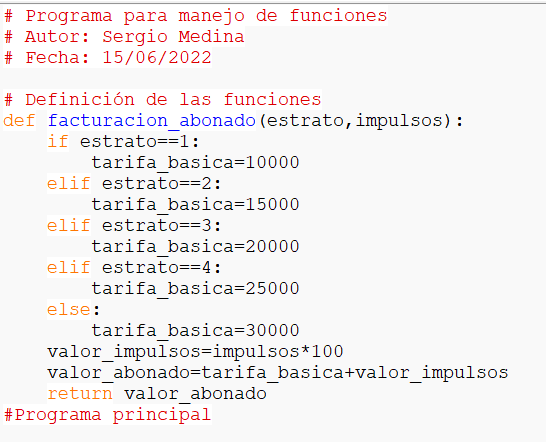 # Programa para manejo de funciones
# Autor: Sergio Medina
# Fecha: 15/06/2022

# Definición de las funciones
def facturacion_abonado(estrato,impulsos):
    if estrato==1:
        tarifa_basica=10000
    elif estrato==2:
        tarifa_basica=15000
    elif estrato==3:
        tarifa_basica=20000
    elif estrato==4:
        tarifa_basica=25000
    else:
        tarifa_basica=30000
    valor_impulsos=impulsos*100
    valor_abonado=tarifa_basica+valor_impulsos
    return valor_abonado
#Programa principal